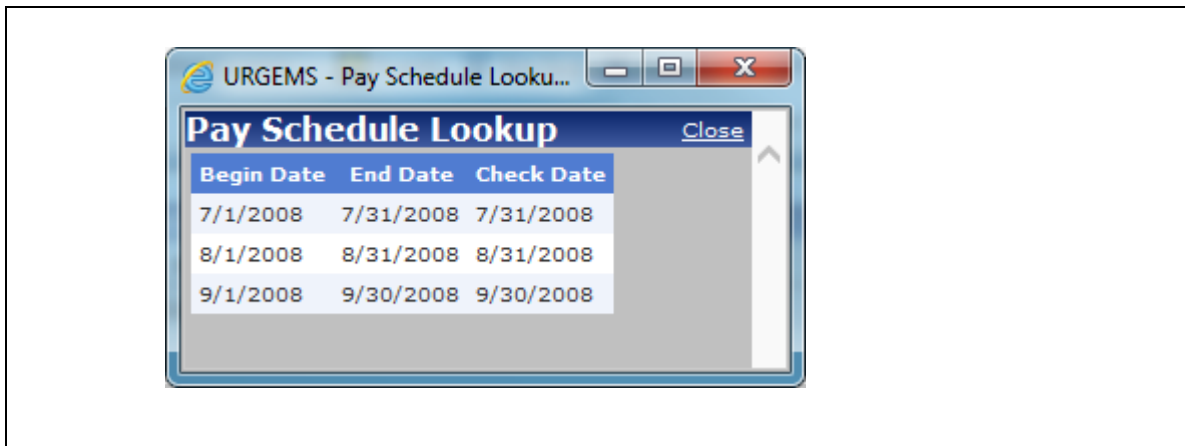 URGEMS - Pay Schedule Looku...
Pay Schedule Lookup Close
Begin Date End Date Check Date
7/1/2008 7/31/2008 7/31/2008
8/1/2008 8/31/2008 8/31/2008
9/1/2008 9/30/2008 9/30/2008